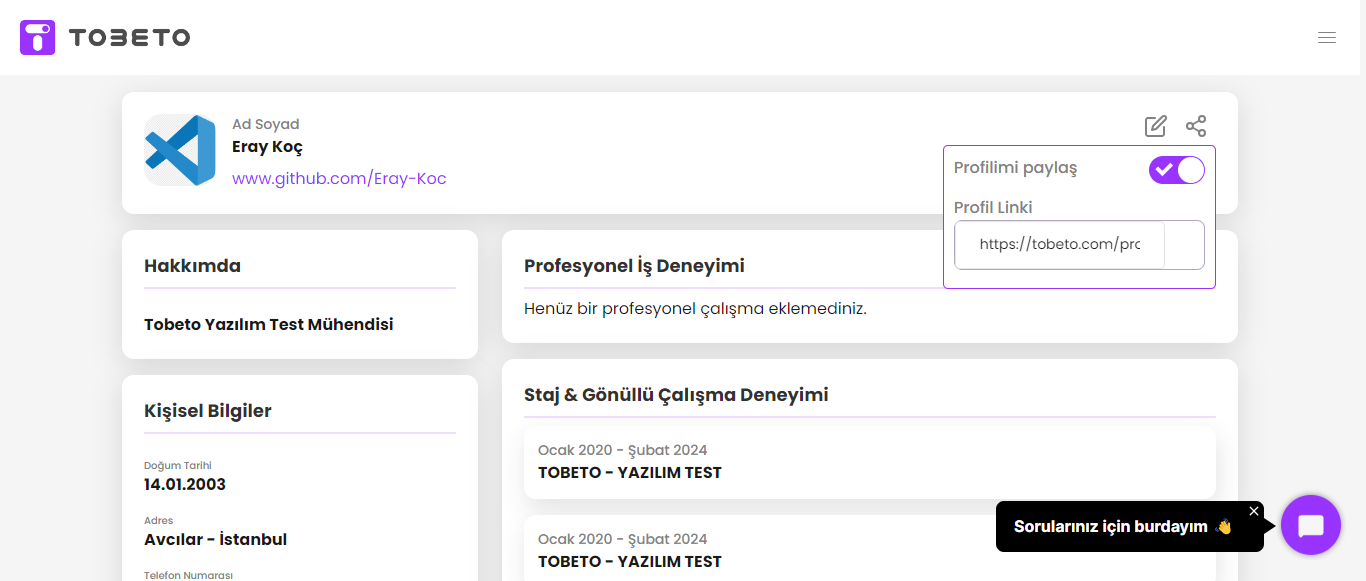 TOBETO
Ad Soyad
Eray Koç
www.github.com/Eray-Koc
Profilimi paylaş
Profil Linki
https://tobeto.com/prc
Hakkımda
Tobeto Yazılım Test Mühendisi
Kişisel Bilgiler
Doğum Tarihi
14.01.2003
Adres
Avcılar - İstanbul
Telefon Numarası
Profesyonel İş Deneyimi
Henüz bir profesyonel çalışma eklemediniz.
Staj & Gönüllü Çalışma Deneyimi
Ocak 2020 - Şubat 2024
TOBETO - YAZILIM TEST
Ocak 2020 - Şubat 2024
TOBETO - YAZILIM TEST
Sorularınız için burdayım 👋